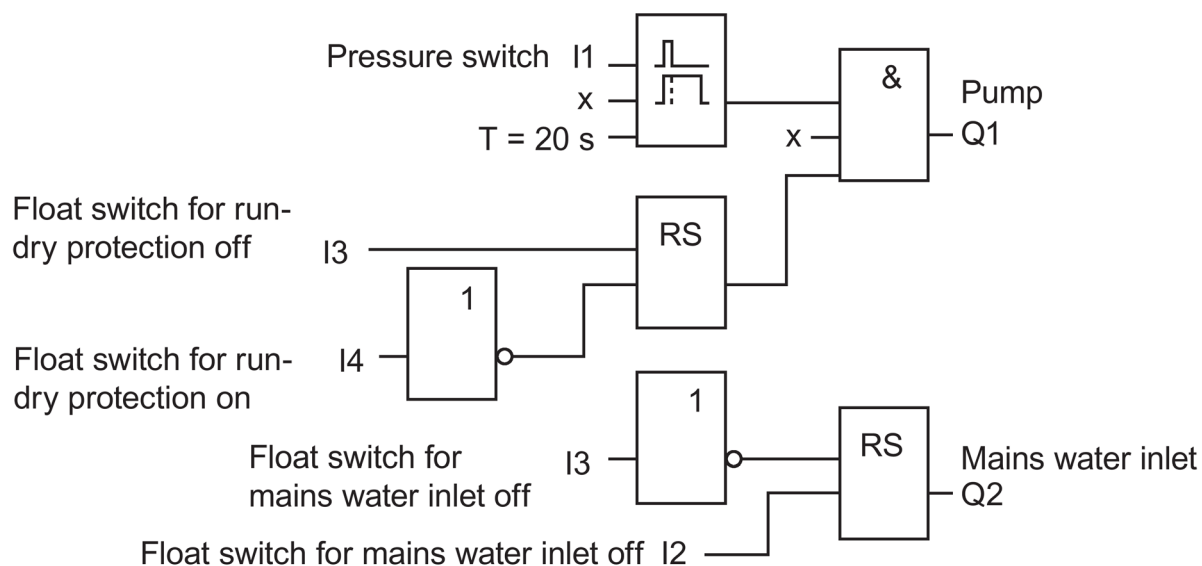 Pressure switch I1
x
T = 20 s
&
x
Pump
Q1
Float switch for run-
dry protection off
I3
RS
1
Float switch for run-
dry protection on
I4
1
Float switch for
mains water inlet off
I3
RS
Mains water inlet
Q2
Float switch for mains water inlet off I2